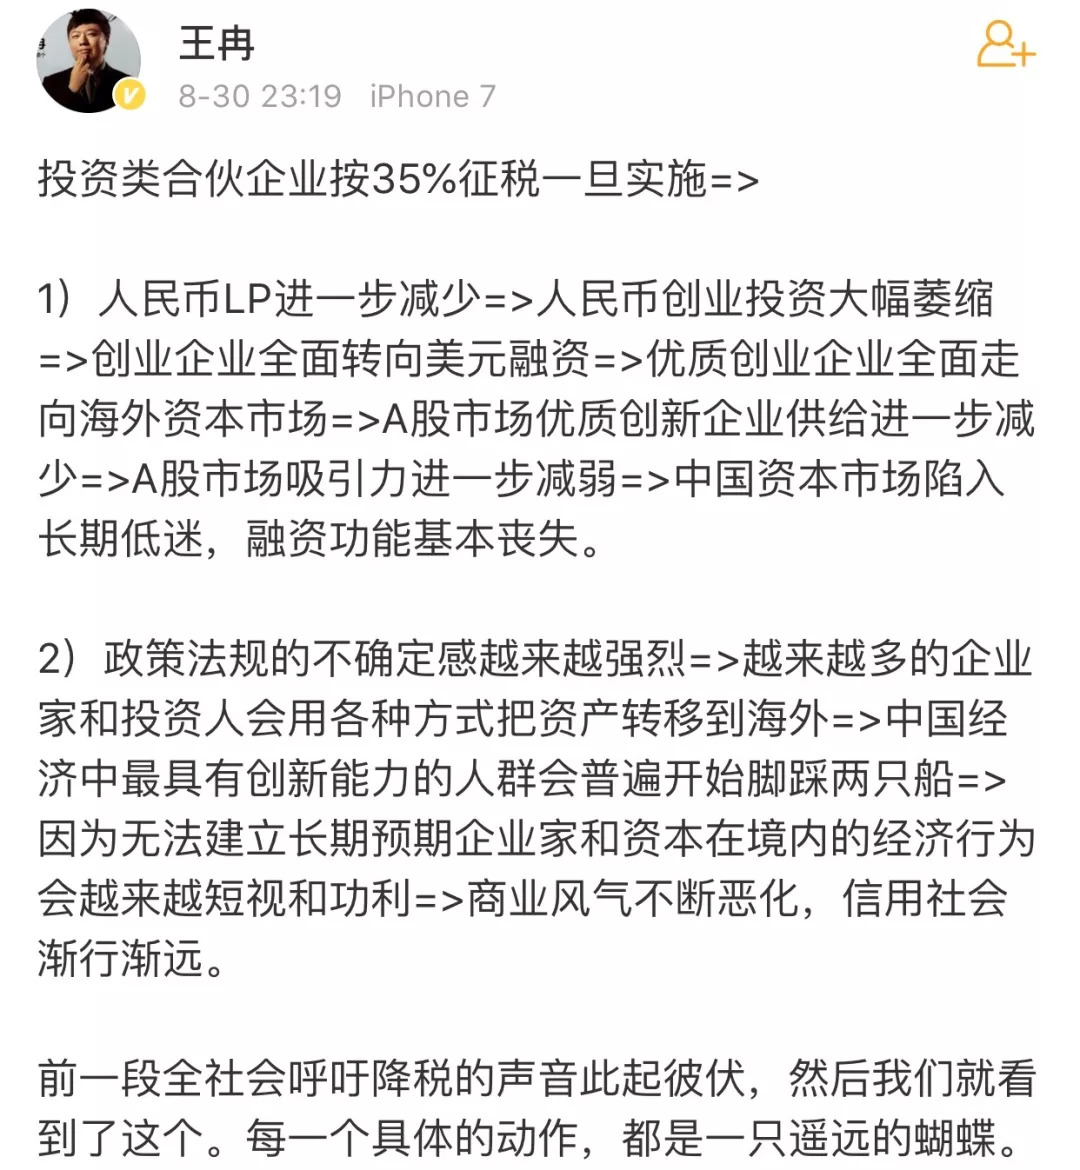 王冉
8-30 23:19 iPhone 7
投资类合伙企业按35%征税一旦实施=>
1）人民币LP进一步减少=>人民币创业投资大幅萎缩
=>创业企业全面转向美元融资=>优质创业企业全面走
向海外资本市场=>A股市场优质创新企业供给进一步减
少=>A股市场吸引力进一步减弱=>中国资本市场陷入
长期低迷，融资功能基本丧失。
2）政策法规的不确定感越来越强烈=>越来越多的企业
家和投资人会用各种方式把资产转移到海外=>中国经
济中最具有创新能力的人群会普遍开始脚踩两只船=>
因为无法建立长期预期企业家和资本在境内的经济行为
会越来越短视和功利=>商业风气不断恶化，信用社会
渐行渐远。
前一段全社会呼吁降税的声音此起彼伏，然后我们就看
到了这个。每一个具体的动作，都是一只遥远的蝴蝶。